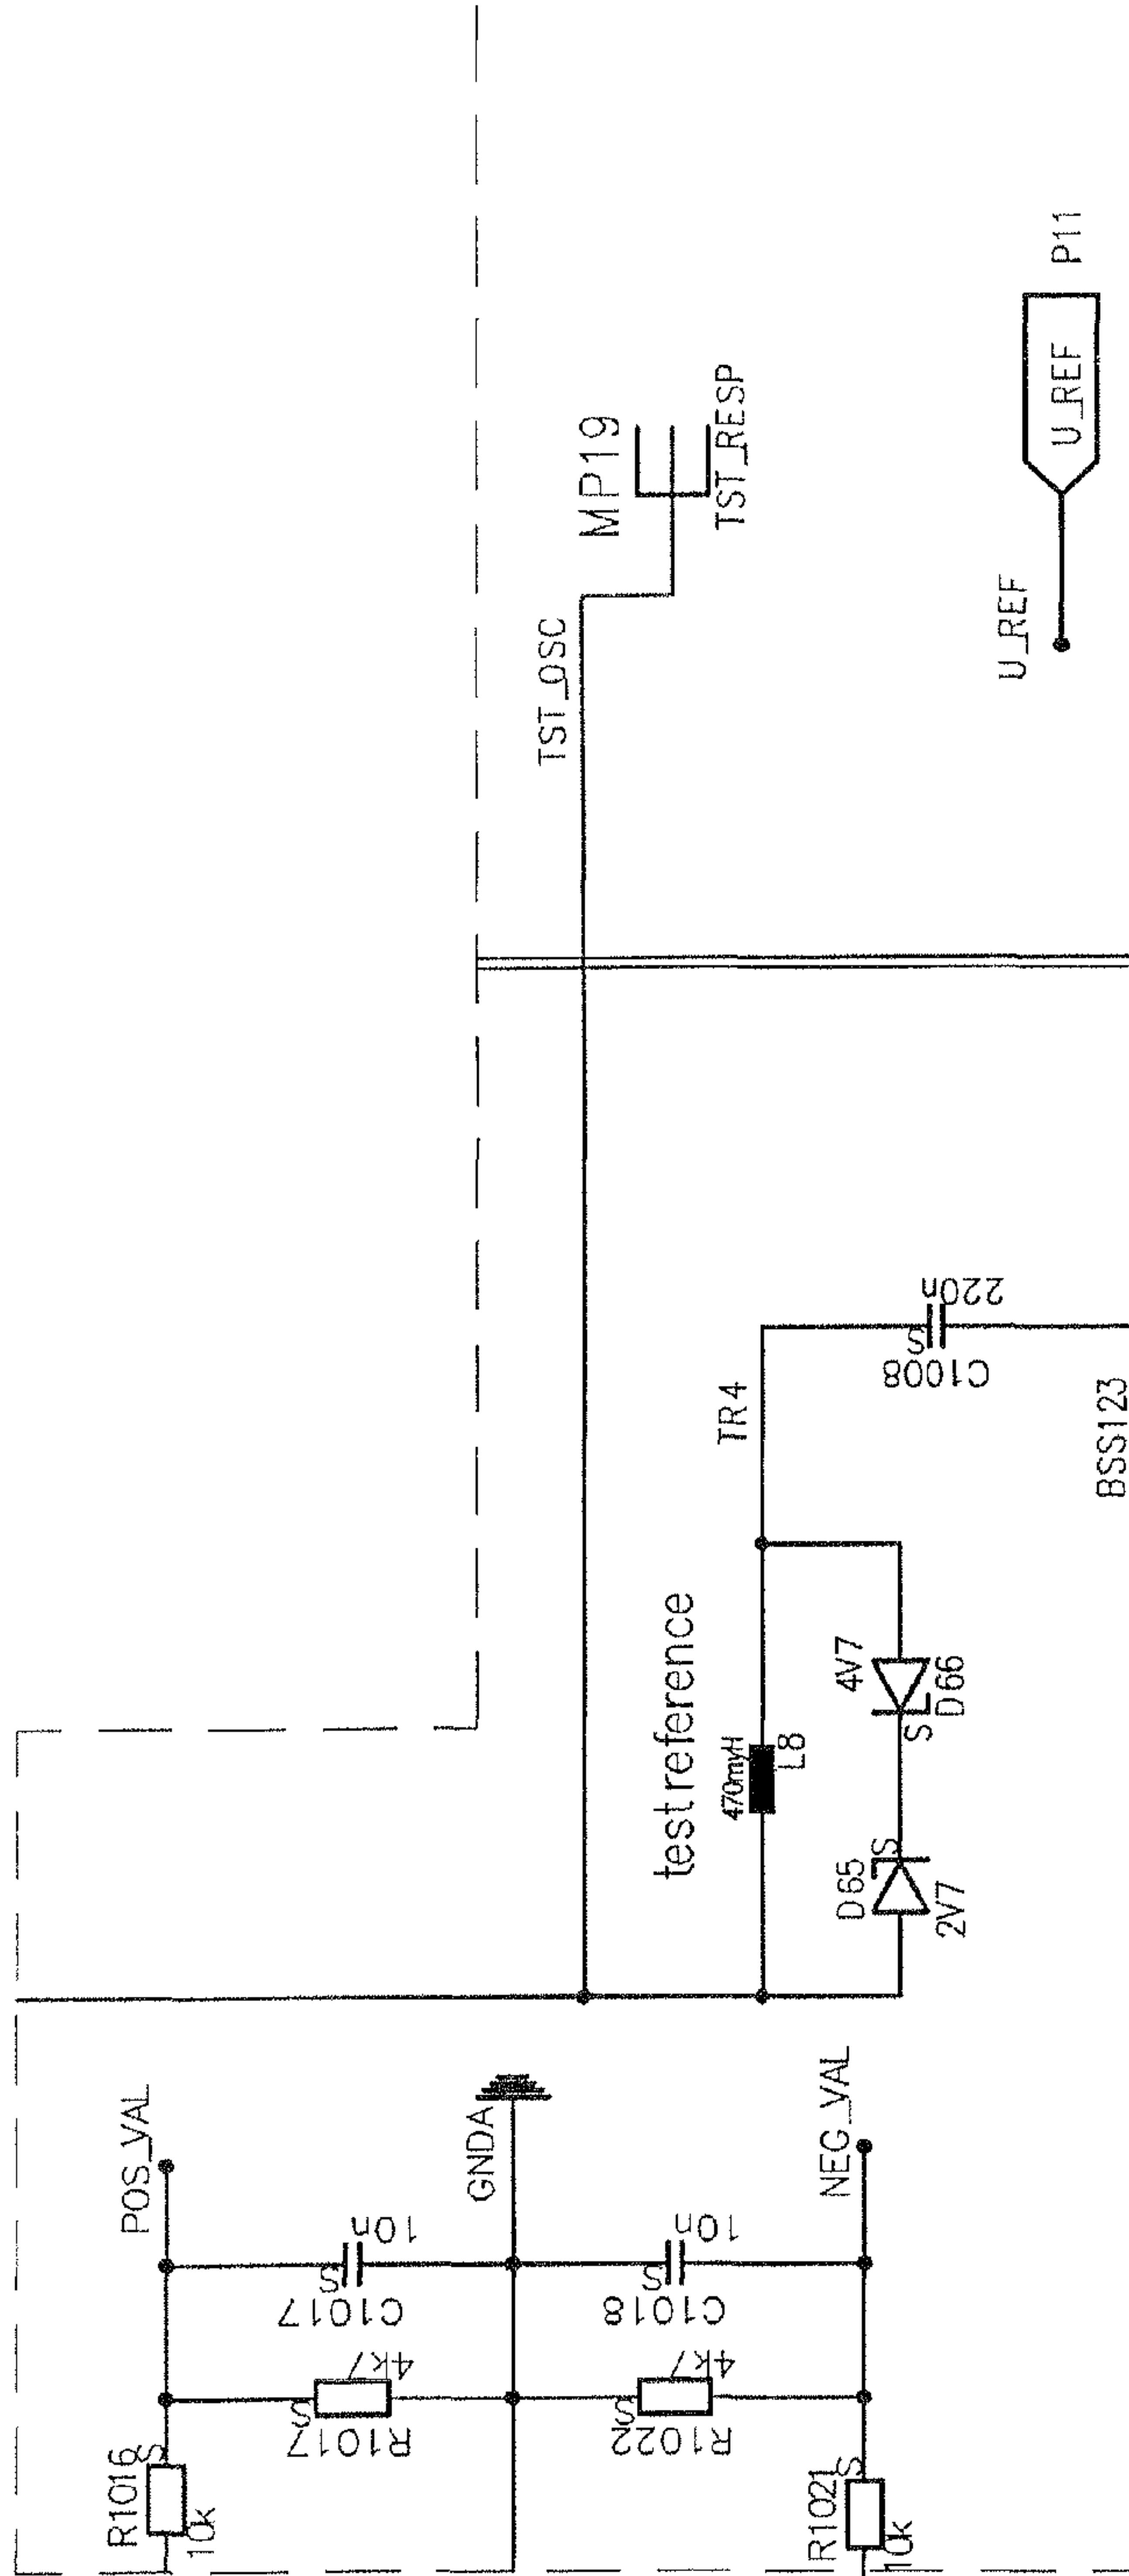 MP19
TST_RESP
TST_OSC
U_REF
P11
U_REF
220n
S
C1008
TR4
BSS123
test reference
470myH
L8
4V7
D66
S
D65
S
2V7
POS_VAL
GNDA
NEG_VAL
10n
S
C1017
10n
S
C1018
4k7
S
R1017
4k7
S
R1022
R1016
S
10k
R1021
S
10k